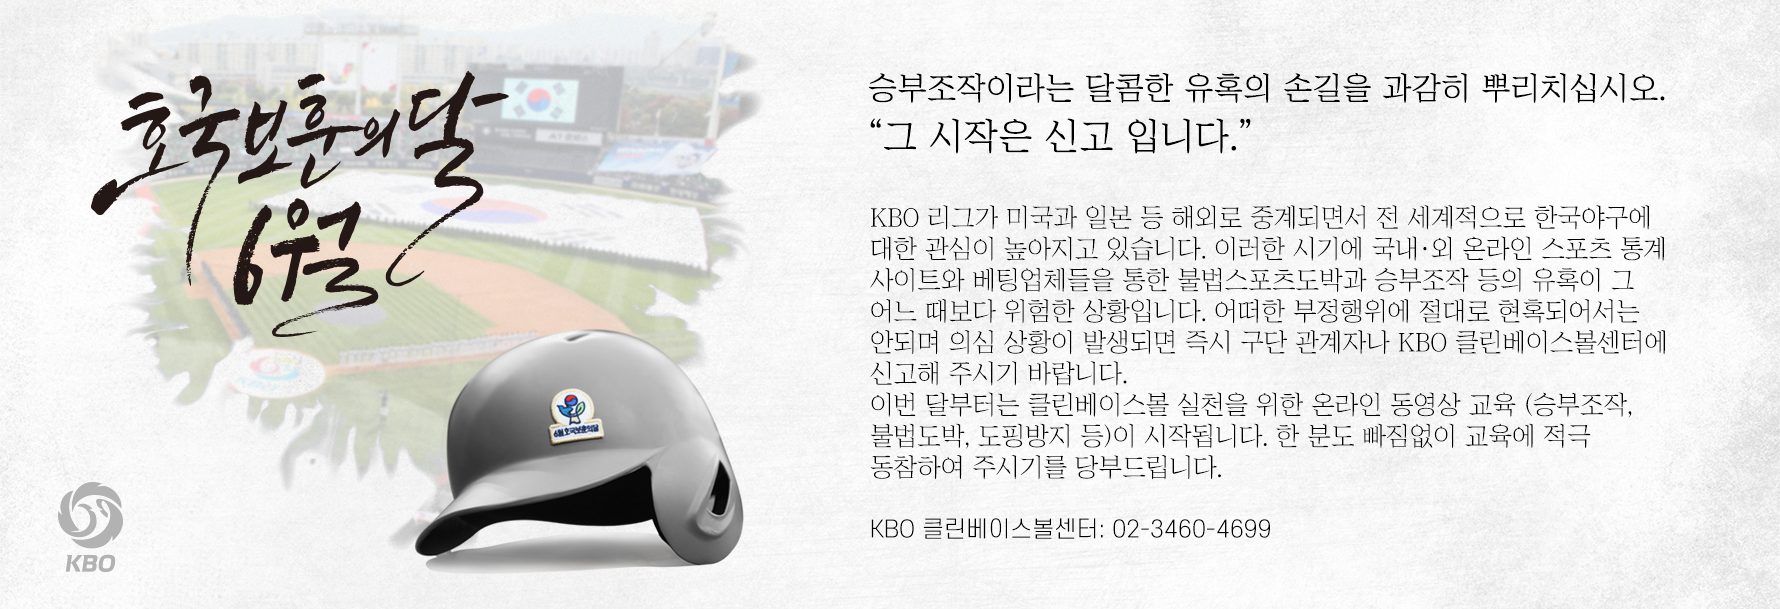 호국보훈의달
6월
6월 호국보훈의달
KBO
승부조작이라는 달콤한 유혹의 손길을 과감히 뿌리치십시오.
“그 시작은 신고 입니다.”
KBO 리그가 미국과 일본 등 해외로 중계되면서 전 세계적으로 한국야구에
대한 관심이 높아지고 있습니다. 이러한 시기에 국내·외 온라인 스포츠 통계
사이트와 베팅업체들을 통한 불법스포츠도박과 승부조작 등의 유혹이 그
어느 때보다 위험한 상황입니다. 어떠한 부정행위에 절대로 현혹되어서는
안되며 의심 상황이 발생되면 즉시 구단 관계자나 KBO 클린베이스볼센터에
신고해 주시기 바랍니다.
이번 달부터는 클린베이스볼 실천을 위한 온라인 동영상 교육 (승부조작,
불법도박, 도핑방지 등)이 시작됩니다. 한 분도 빠짐없이 교육에 적극
동참하여 주시기를 당부드립니다.
KBO 클린베이스볼센터: 02-3460-4699